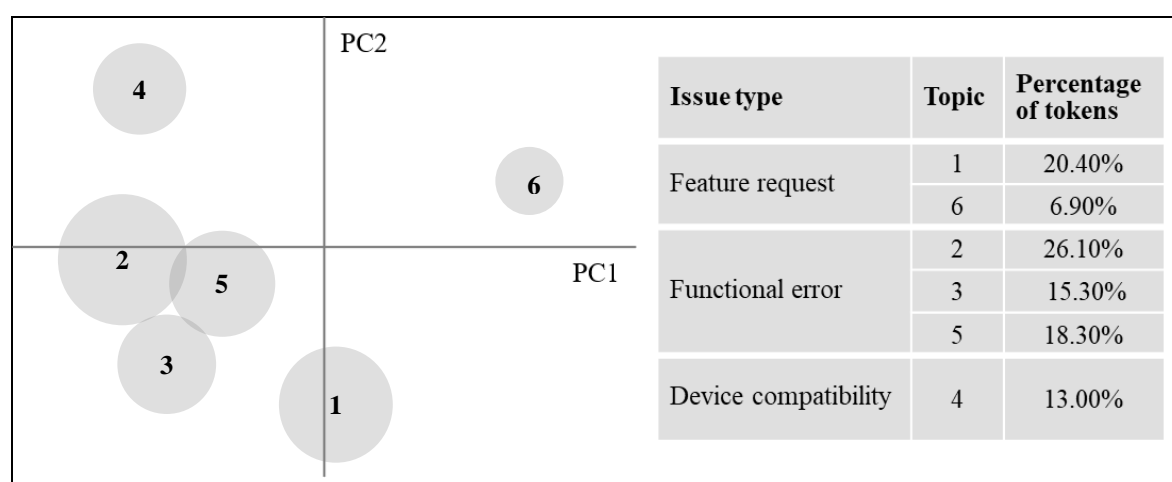 PC2
4
6
2
PC1
5
3
1
Issue type Topic Percentage
of tokens
Feature request 1 20.40%
6 6.90%
Functional error 2 26.10%
3 15.30%
5 18.30%
Device compatibility 4 13.00%